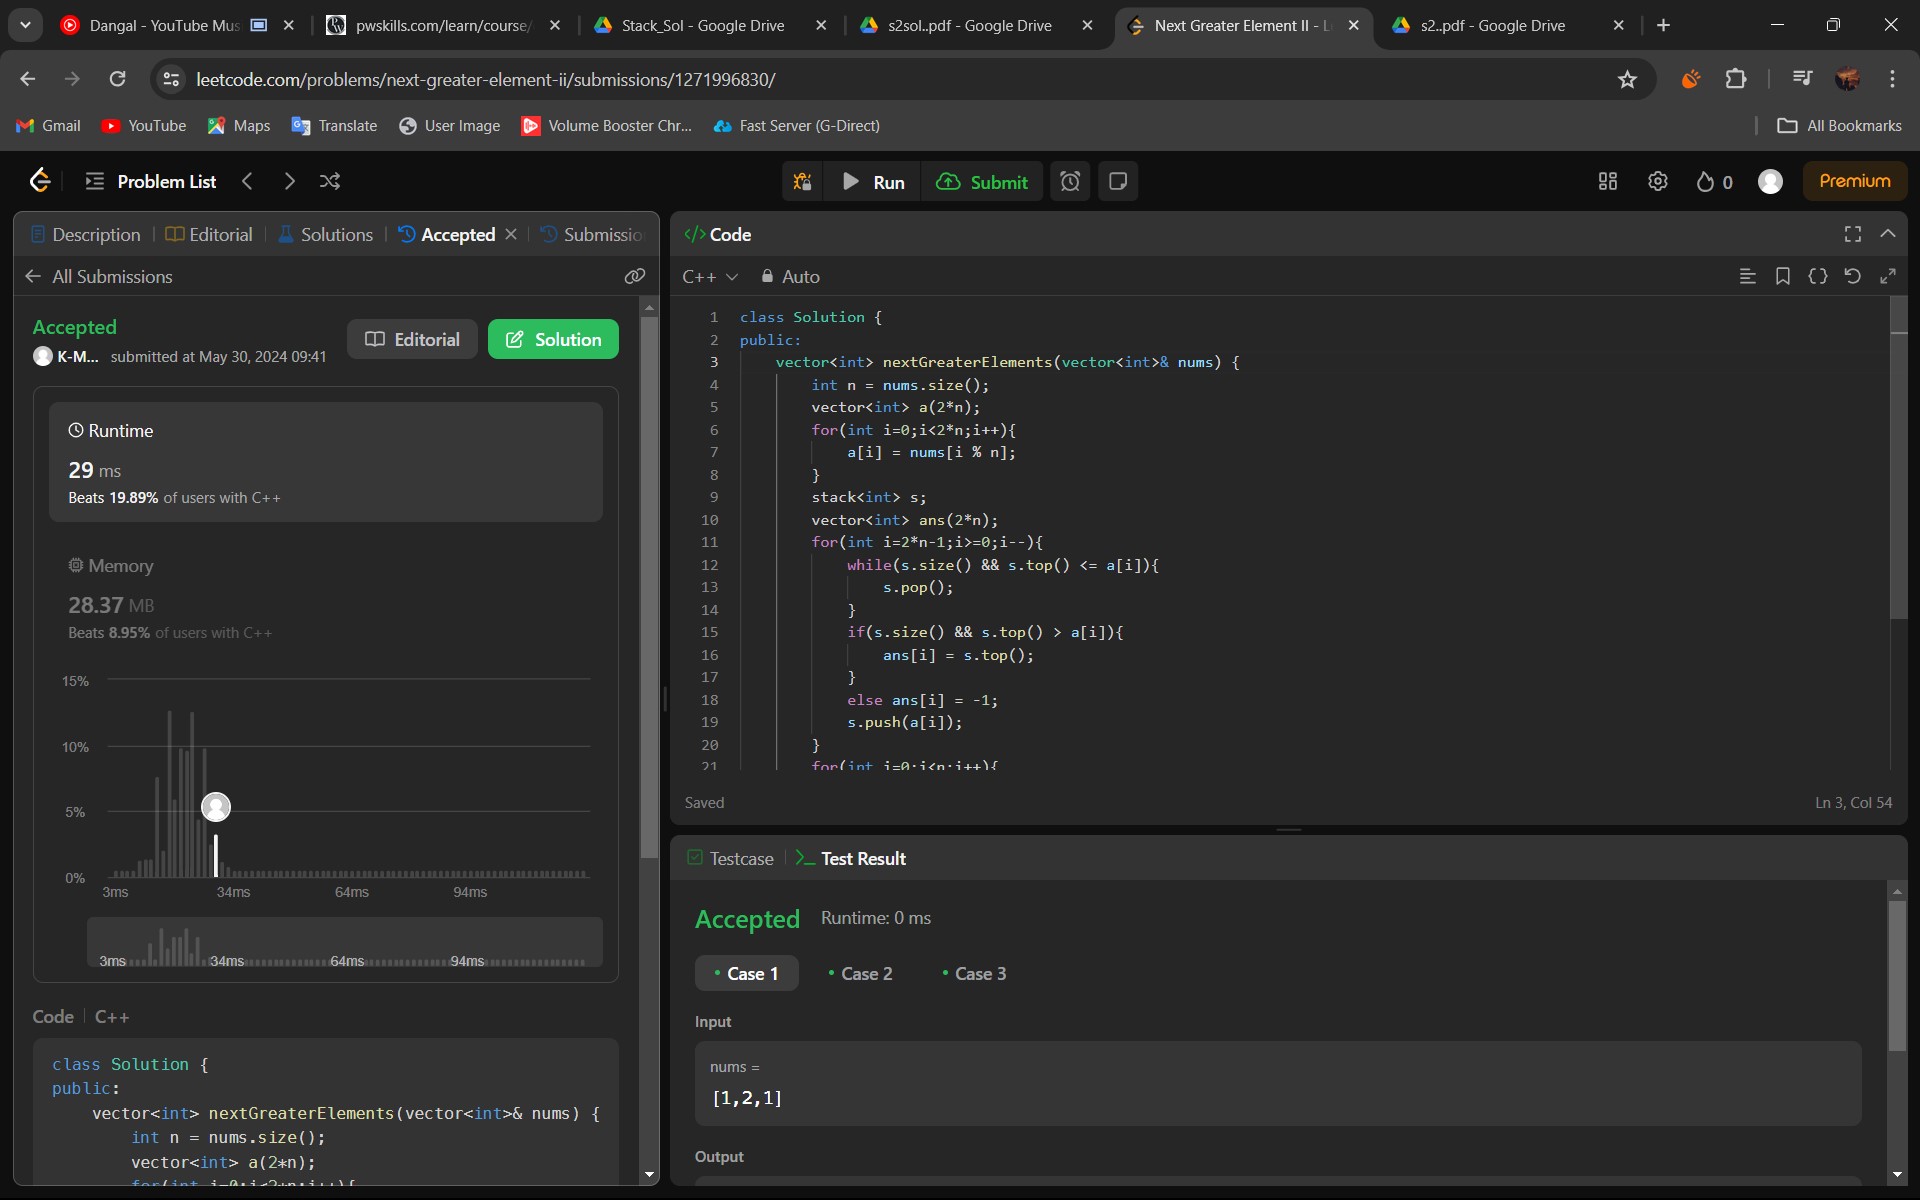 Dangal - YouTube Mus
pwskills.com/learn/course/
Stack_Sol - Google Drive
s2sol..pdf - Google Drive
Next Greater Element II - L
s2..pdf - Google Drive
leetcode.com/problems/next-greater-element-ii/submissions/1271996830/
Gmail
YouTube
Maps
Translate
User Image
Volume Booster Chr...
Fast Server (G-Direct)
All Bookmarks
Problem List
Run
Submit
0
Premium
Description
Editorial
Solutions
Accepted
Submissio
All Submissions
Accepted
K-M... submitted at May 30, 2024 09:41
Editorial
Solution
Runtime
29 ms
Beats 19.89% of users with C++
Memory
28.37 MB
Beats 8.95% of users with C++
15%
10%
5%
0%
3ms 34ms 64ms 94ms
3ms 34ms 64ms 94ms
Code | C++
class Solution {
public:
vector<int> nextGreaterElements(vector<int>& nums) {
int n = nums.size();
vector<int> a(2*n);
for(int i=0;i<2*n;i++){
</> Code
C++ Auto
1 class Solution {
2 public:
3 vector<int> nextGreaterElements(vector<int>& nums) {
4 int n = nums.size();
5 vector<int> a(2*n);
6 for(int i=0;i<2*n;i++){
7 a[i] = nums[i % n];
8 }
9 stack<int> s;
10 vector<int> ans(2*n);
11 for(int i=2*n-1;i>=0;i--){
12 while(s.size() && s.top() <= a[i]){
13 s.pop();
14 }
15 if(s.size() && s.top() > a[i]){
16 ans[i] = s.top();
17 }
18 else ans[i] = -1;
19 s.push(a[i]);
20 }
21 for(int i=0;i<n;i++){
Saved
Ln 3, Col 54
Testcase
Test Result
Accepted Runtime: 0 ms
Case 1
Case 2
Case 3
Input
nums =
[1,2,1]
Output